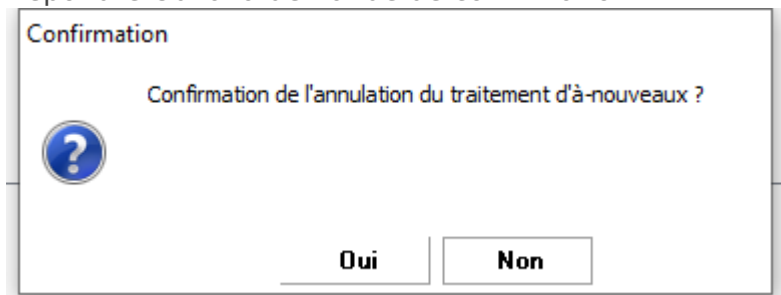 Confirmation
Confirmation de l'annulation du traitement d'à-nouveaux ?
Oui
Non